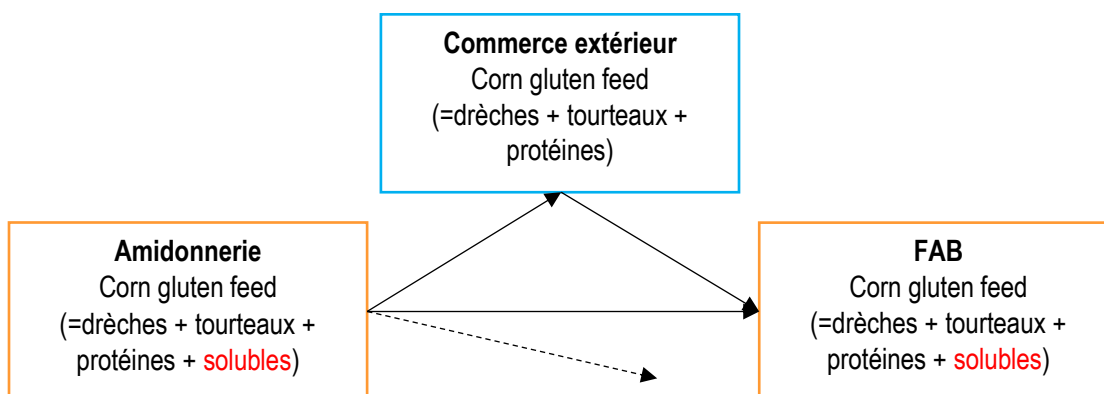 Commerce extérieur
Corn gluten feed
(=drèches + tourteaux +
protéines)
Amidonnerie
Corn gluten feed
(=drèches + tourteaux +
protéines + solubles)
FAB
Corn gluten feed
(=drèches + tourteaux +
protéines + solubles)